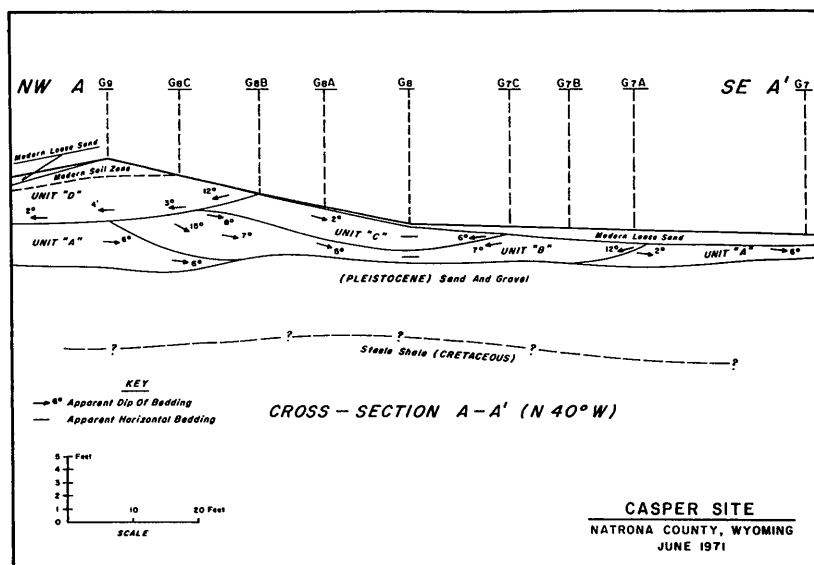 NW A G9 G8C G8B G8A G8 G7C G7B G7A SE A' G7
Modern Loose Sand
Modern Soil Zone
UNIT "D"
12°
3°
4'
2°
8°
15°
7°
2°
UNIT "C"
6°
Modern Loose Sand
UNIT "A"
6°
5°
7°
UNIT "B"
12°
2°
UNIT "A"
6°
6°
(PLEISTOCENE) Sand And Gravel
? ? ? ? ?
Steele Shale (CRETACEOUS)
KEY
6° Apparent Dip Of Bedding
Apparent Horizontal Bedding
CROSS-SECTION A-A' (N 40° W)
5 Feet
4
3
2
1
0
10 20 Feet
SCALE
CASPER SITE
NATRONA COUNTY, WYOMING
JUNE 1971